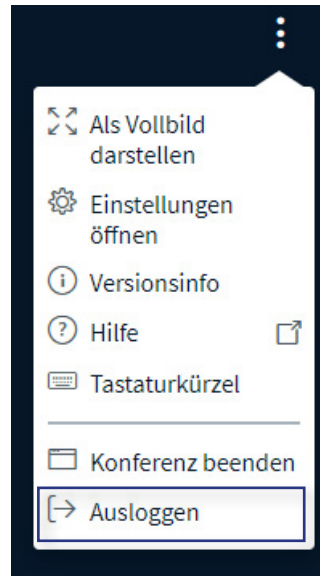 Als Vollbild
darstellen
Einstellungen
öffnen
Versionsinfo
Hilfe
Tastaturkürzel
Konferenz beenden
Ausloggen